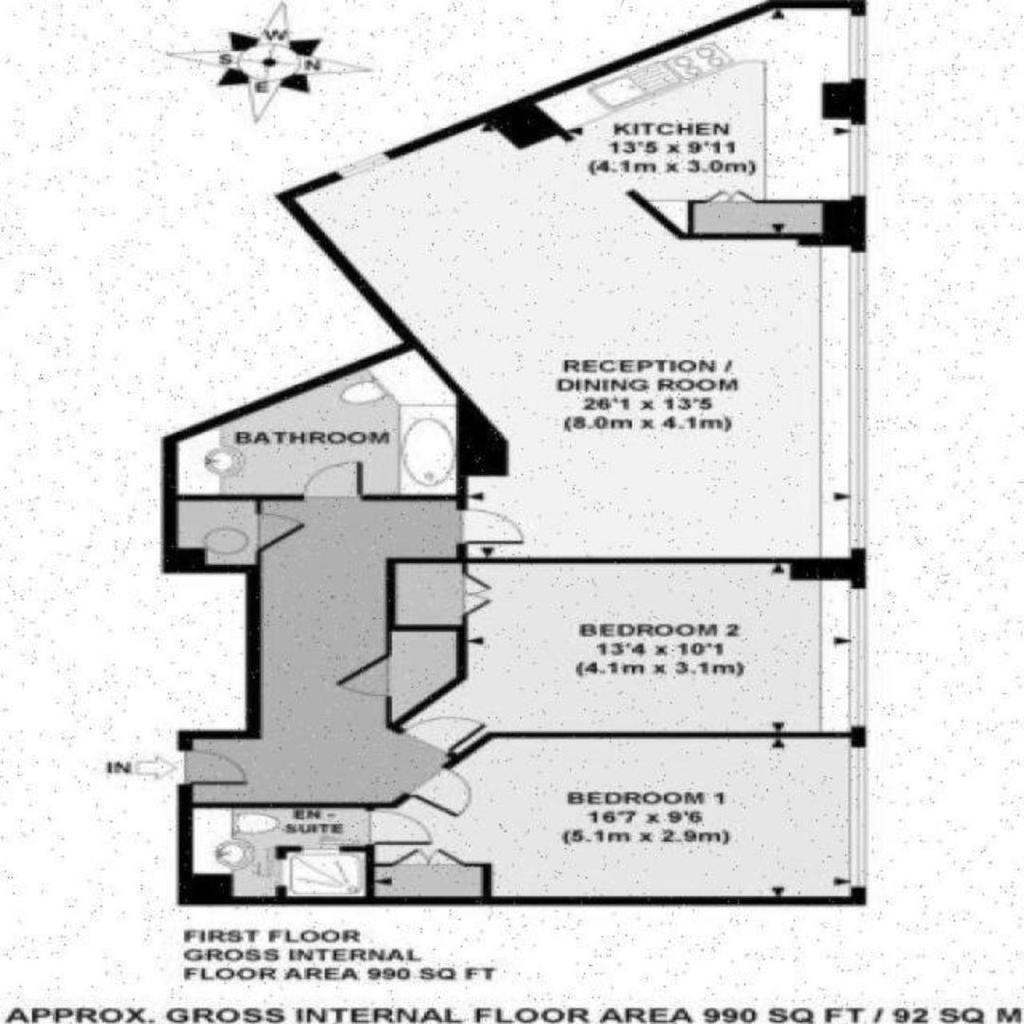 W
S N
E
KITCHEN
13'5 x 9'11
(4.1m x 3.0m)
RECEPTION /
DINING ROOM
26'1 x 13'5
(8.0m x 4.1m)
BATHROOM
BEDROOM 2
13'4 x 10'1
(4.1m x 3.1m)
IN
BEDROOM 1
16'7 x 9'6
(5.1m x 2.9m)
EN -
SUITE
FIRST FLOOR
GROSS INTERNAL
FLOOR AREA 990 SQ FT
APPROX. GROSS INTERNAL FLOOR AREA 990 SQ FT / 92 SQ M